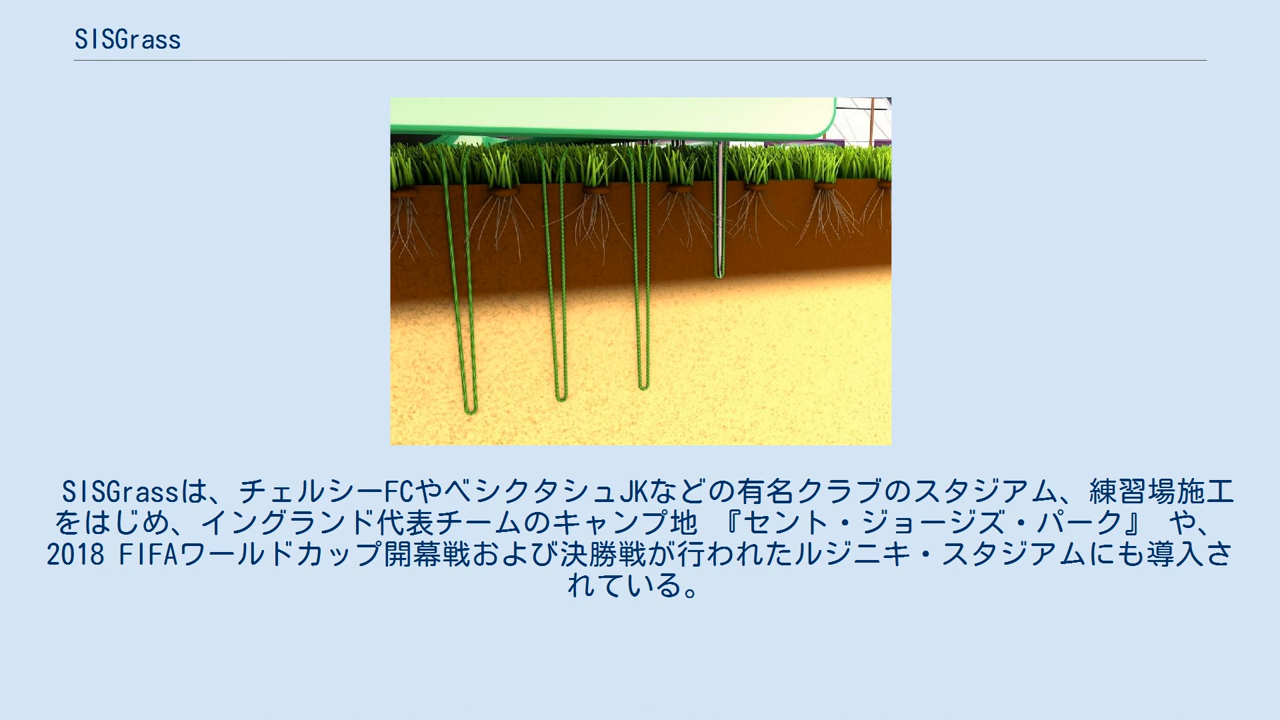 SISGrass
SISGrassは、チェルシーFCやベシクタシュJKなどの有名クラブのスタジアム、練習場施工
をはじめ、イングランド代表チームのキャンプ地 『セント・ジョージズ・パーク』 や、
2018 FIFAワールドカップ開幕戦および決勝戦が行われたルジニキ・スタジアムにも導入さ
れている。